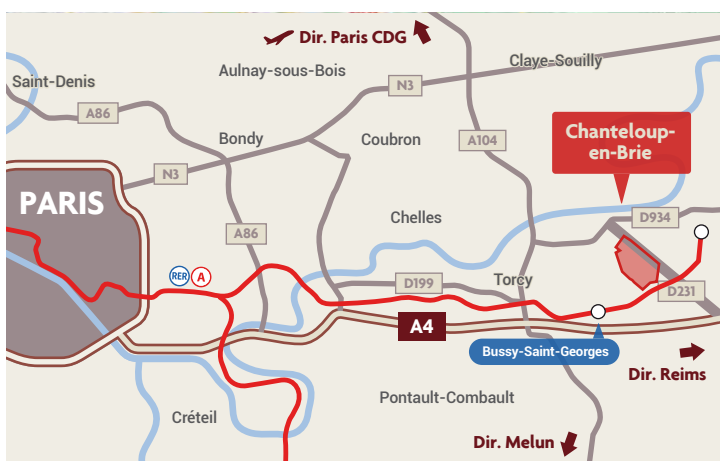 Dir. Paris CDG
Claye-Souilly
Aulnay-sous-Bois
Saint-Denis
N3
A86
Chanteloup-
en-Brie
Bondy
Coubron
A104
N3
PARIS
Chelles
D934
A86
RER A
D199
Torcy
D231
A4
Bussy-Saint-Georges
Dir. Reims
Pontault-Combault
Créteil
Dir. Melun